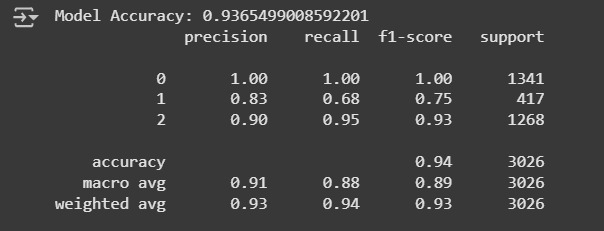 Model Accuracy: 0.9365499008592201
precision recall f1-score support
0 1.00 1.00 1.00 1341
1 0.83 0.68 0.75 417
2 0.90 0.95 0.93 1268
accuracy 0.94 3026
macro avg 0.91 0.88 0.89 3026
weighted avg 0.93 0.94 0.93 3026